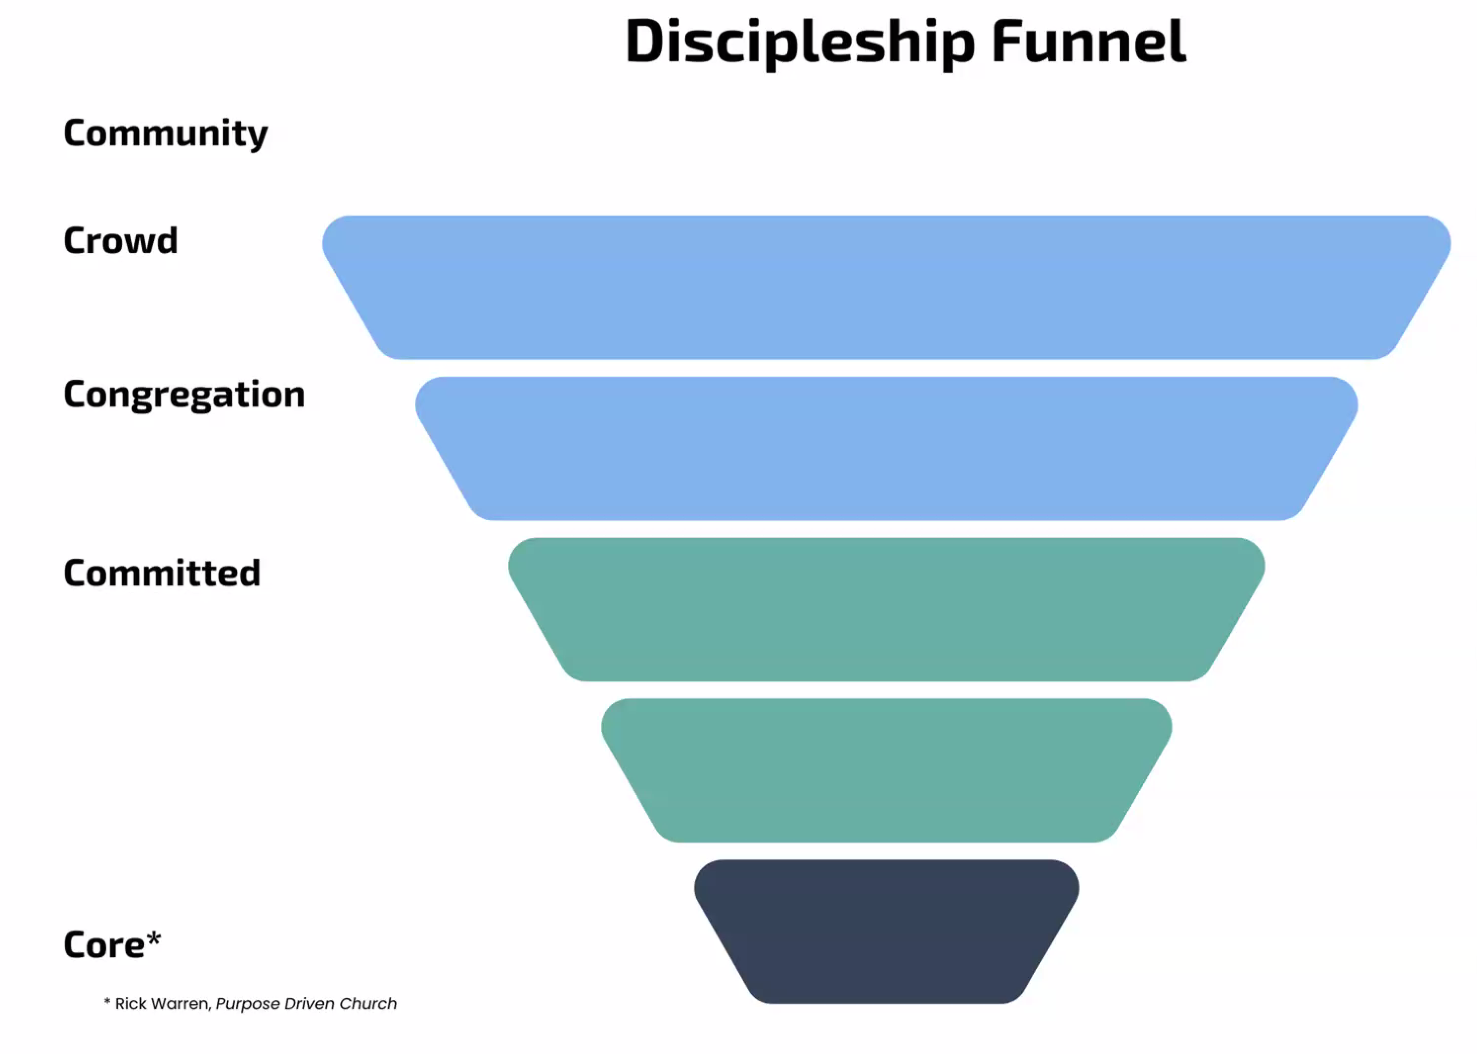 Discipleship Funnel
Community
Crowd
Congregation
Committed
Core*
* Rick Warren, Purpose Driven Church